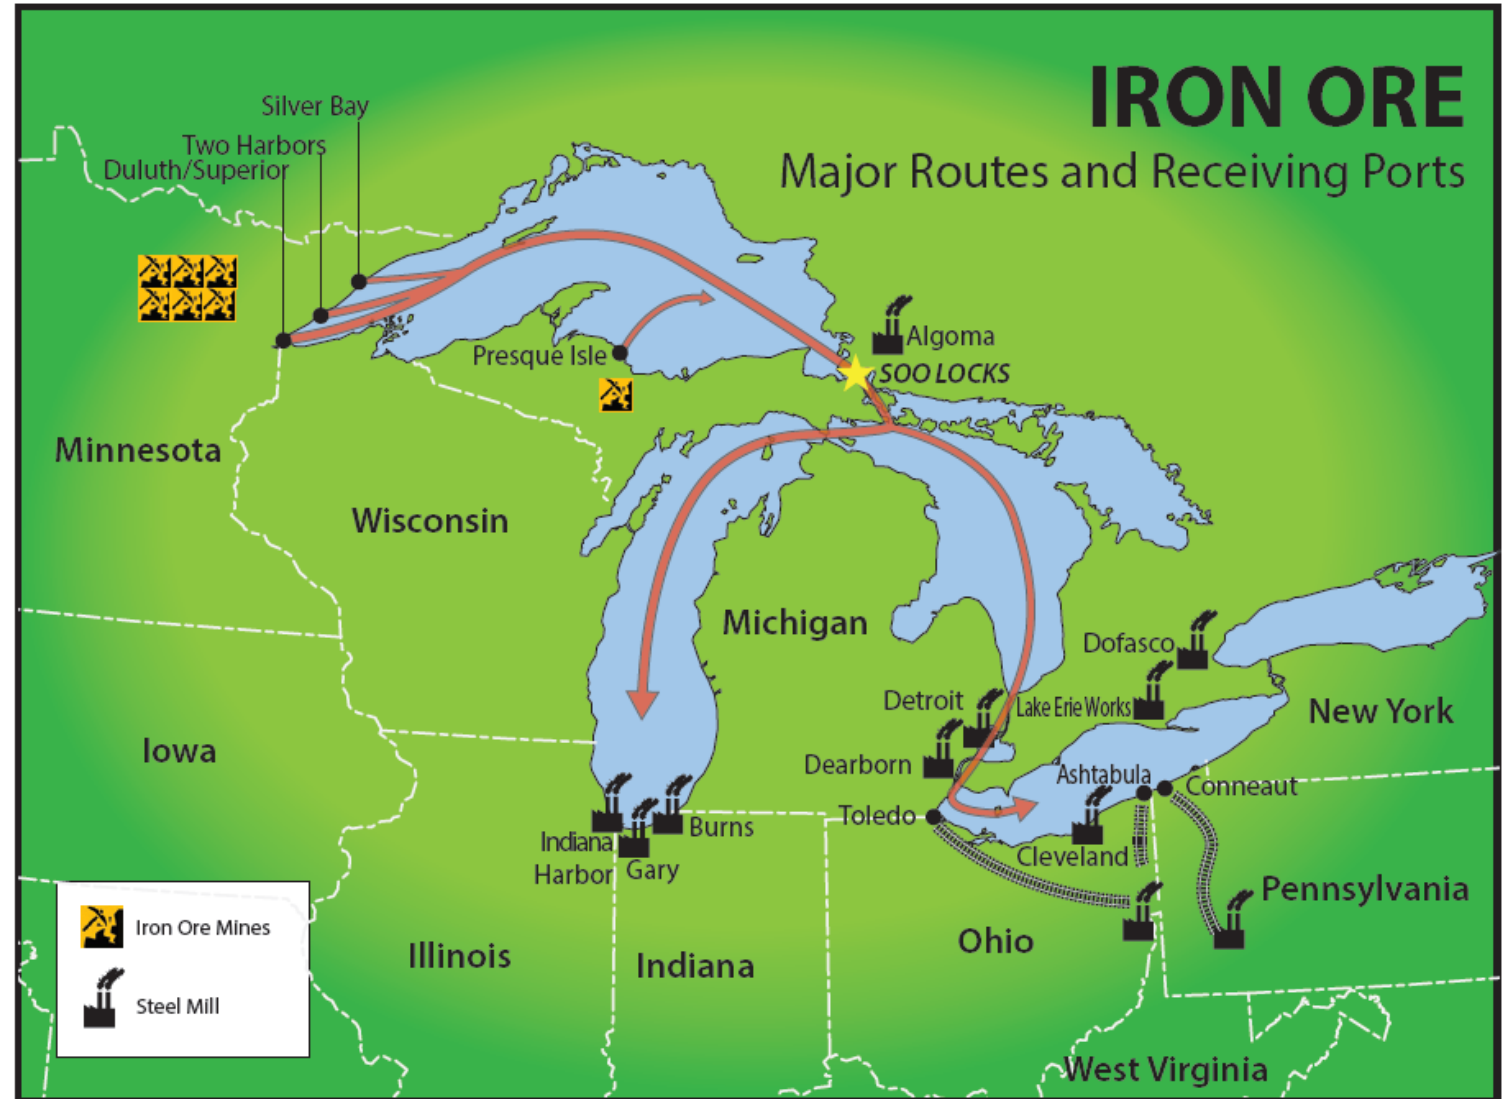 IRON ORE
Major Routes and Receiving Ports
Silver Bay
Two Harbors
Duluth/Superior
Algoma
SOO LOCKS
Presque Isle
Minnesota
Wisconsin
Michigan
Dofasco
Detroit
Lake Erie Works
New York
Iowa
Dearborn
Ashtabula
Conneaut
Toledo
Burns
Indiana
Harbor
Gary
Cleveland
Pennsylvania
Ohio
Illinois
Indiana
Iron Ore Mines
Steel Mill
West Virginia